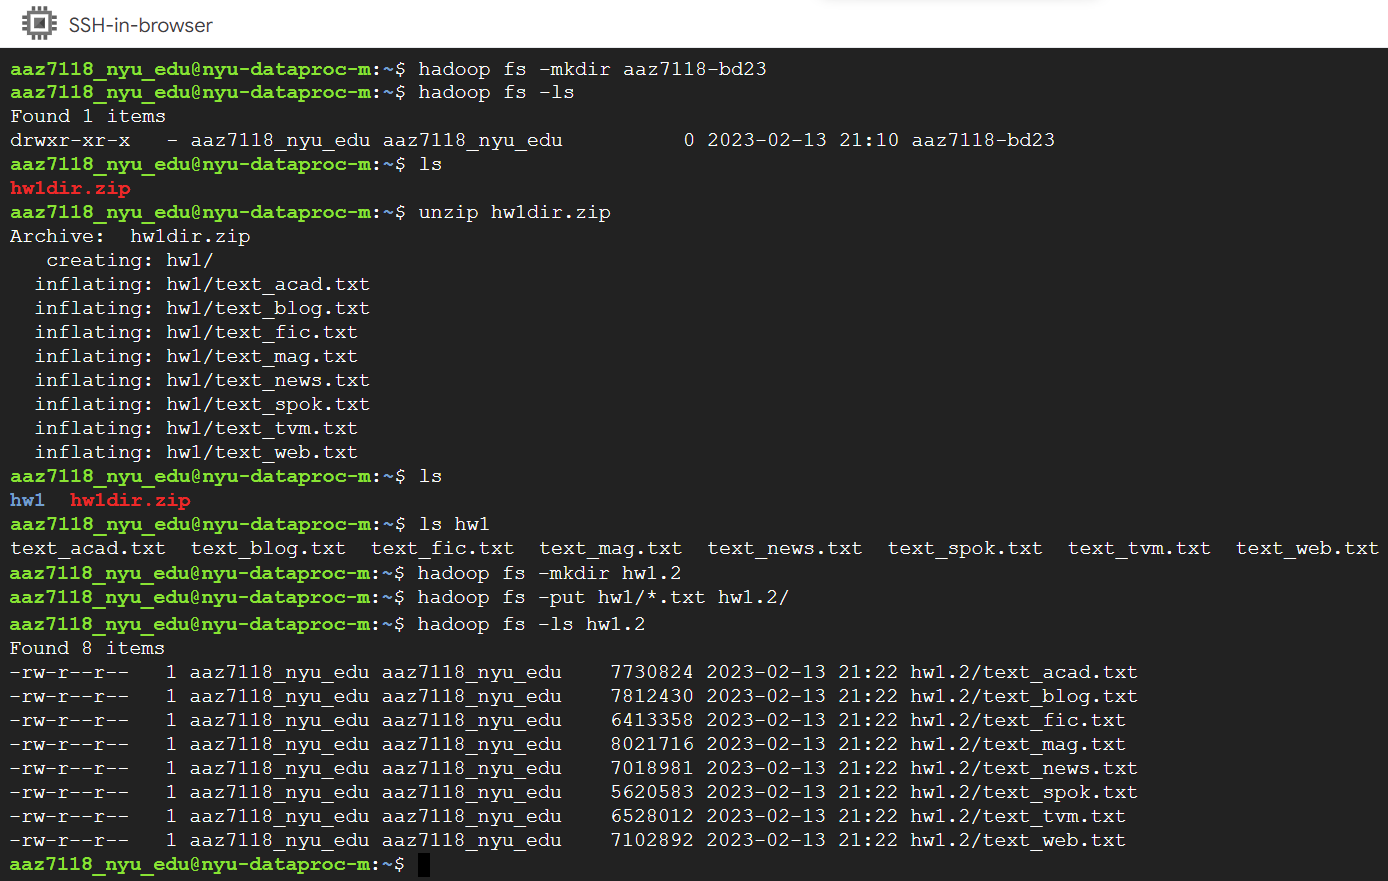 SSH-in-browser
aaz7118_nyu_edu@nyu-dataproc-m:~$ hadoop fs -mkdir aaz7118-bd23
aaz7118_nyu_edu@nyu-dataproc-m:~$ hadoop fs -ls
Found 1 items
drwxr-xr-x   - aaz7118_nyu_edu aaz7118_nyu_edu          0 2023-02-13 21:10 aaz7118-bd23
aaz7118_nyu_edu@nyu-dataproc-m:~$ ls
hw1dir.zip
aaz7118_nyu_edu@nyu-dataproc-m:~$ unzip hw1dir.zip
Archive:  hw1dir.zip
   creating: hw1/
  inflating: hw1/text_acad.txt
  inflating: hw1/text_blog.txt
  inflating: hw1/text_fic.txt
  inflating: hw1/text_mag.txt
  inflating: hw1/text_news.txt
  inflating: hw1/text_spok.txt
  inflating: hw1/text_tvm.txt
  inflating: hw1/text_web.txt
aaz7118_nyu_edu@nyu-dataproc-m:~$ ls
hw1  hw1dir.zip
aaz7118_nyu_edu@nyu-dataproc-m:~$ ls hw1
text_acad.txt  text_blog.txt  text_fic.txt  text_mag.txt  text_news.txt  text_spok.txt  text_tvm.txt  text_web.txt
aaz7118_nyu_edu@nyu-dataproc-m:~$ hadoop fs -mkdir hw1.2
aaz7118_nyu_edu@nyu-dataproc-m:~$ hadoop fs -put hw1/*.txt hw1.2/
aaz7118_nyu_edu@nyu-dataproc-m:~$ hadoop fs -ls hw1.2
Found 8 items
-rw-r--r--   1 aaz7118_nyu_edu aaz7118_nyu_edu    7730824 2023-02-13 21:22 hw1.2/text_acad.txt
-rw-r--r--   1 aaz7118_nyu_edu aaz7118_nyu_edu    7812430 2023-02-13 21:22 hw1.2/text_blog.txt
-rw-r--r--   1 aaz7118_nyu_edu aaz7118_nyu_edu    6413358 2023-02-13 21:22 hw1.2/text_fic.txt
-rw-r--r--   1 aaz7118_nyu_edu aaz7118_nyu_edu    8021716 2023-02-13 21:22 hw1.2/text_mag.txt
-rw-r--r--   1 aaz7118_nyu_edu aaz7118_nyu_edu    7018981 2023-02-13 21:22 hw1.2/text_news.txt
-rw-r--r--   1 aaz7118_nyu_edu aaz7118_nyu_edu    5620583 2023-02-13 21:22 hw1.2/text_spok.txt
-rw-r--r--   1 aaz7118_nyu_edu aaz7118_nyu_edu    6528012 2023-02-13 21:22 hw1.2/text_tvm.txt
-rw-r--r--   1 aaz7118_nyu_edu aaz7118_nyu_edu    7102892 2023-02-13 21:22 hw1.2/text_web.txt
aaz7118_nyu_edu@nyu-dataproc-m:~$